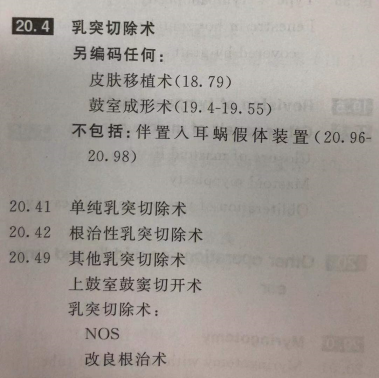 20.4 乳突切除术
另编码任何:
皮肤移植术(18.79)
鼓室成形术(19.4-19.55)
不包括:伴置入耳蜗假体装置(20.96-
20.98)
20.41 单纯乳突切除术
20.42 根治性乳突切除术
20.49 其他乳突切除术
上鼓室鼓窦切开术
乳突切除术:
NOS
改良根治术